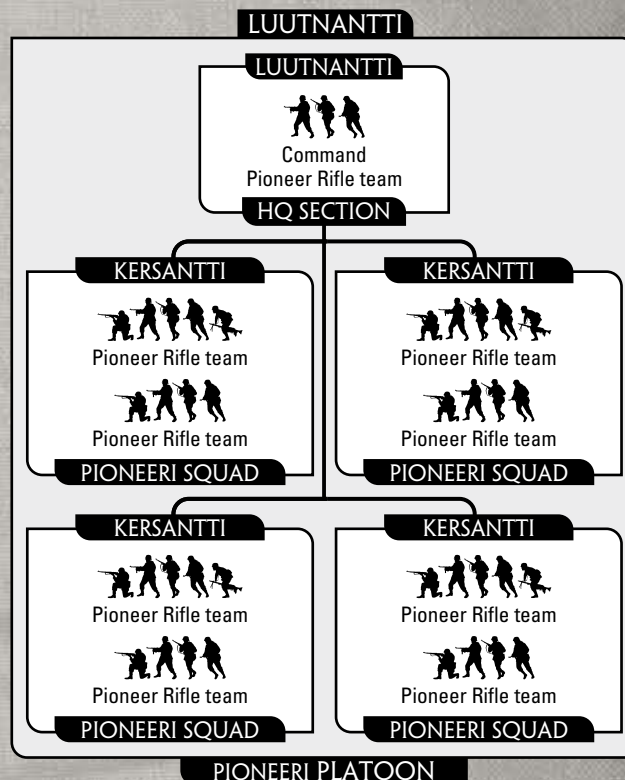 LUUTNANTTI
LUUTNANTTI
Command
Pioneer Rifle team
HQ SECTION
KERSANTTI
Pioneer Rifle team
Pioneer Rifle team
PIONEERI SQUAD
KERSANTTI
Pioneer Rifle team
Pioneer Rifle team
PIONEERI SQUAD
KERSANTTI
Pioneer Rifle team
Pioneer Rifle team
PIONEERI SQUAD
KERSANTTI
Pioneer Rifle team
Pioneer Rifle team
PIONEERI SQUAD
PIONEERI PLATOON